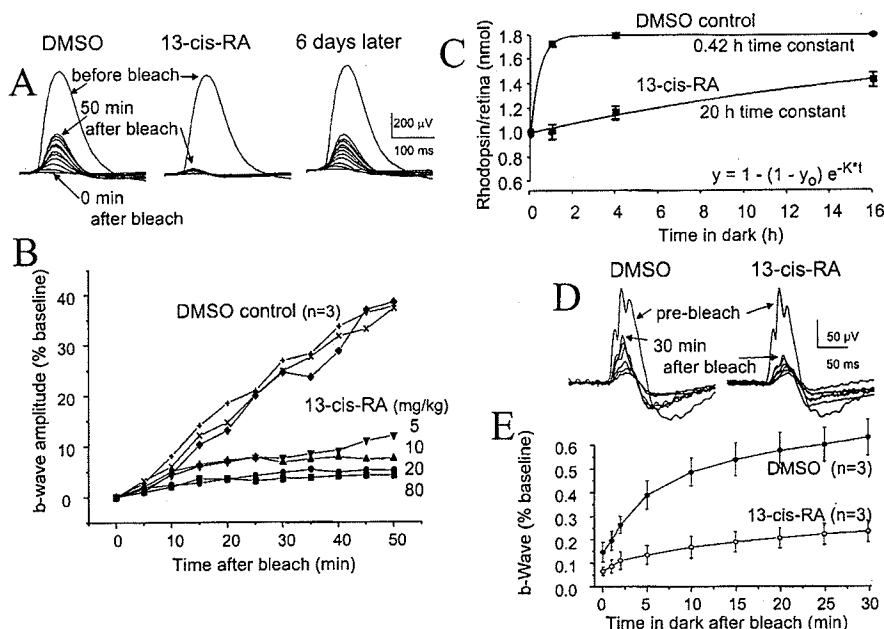 A
DMSO
13-cis-RA
6 days later
before bleach
50 min
after bleach
0 min
after bleach
200 µV
100 ms
B
b-wave amplitude (% baseline)
40
30
20
10
0
DMSO control (n=3)
13-cis-RA (mg/kg)
5
10
20
80
0 10 20 30 40 50
Time after bleach (min)
C
Rhodopsin/retina (nmol)
1.8
1.6
1.4
1.2
1.0
0.8
0.6
DMSO control
0.42 h time constant
13-cis-RA
20 h time constant
y = 1 - (1 - y₀) e^-K*t
0 2 4 6 8 10 12 14 16
Time in dark (h)
D
DMSO
13-cis-RA
pre-bleach
30 min
after bleach
50 µV
50 ms
E
b-Wave (% baseline)
0.6
0.5
0.4
0.3
0.2
0.1
0.0
DMSO (n=3)
13-cis-RA (n=3)
0 5 10 15 20 25 30
Time in dark after bleach (min)